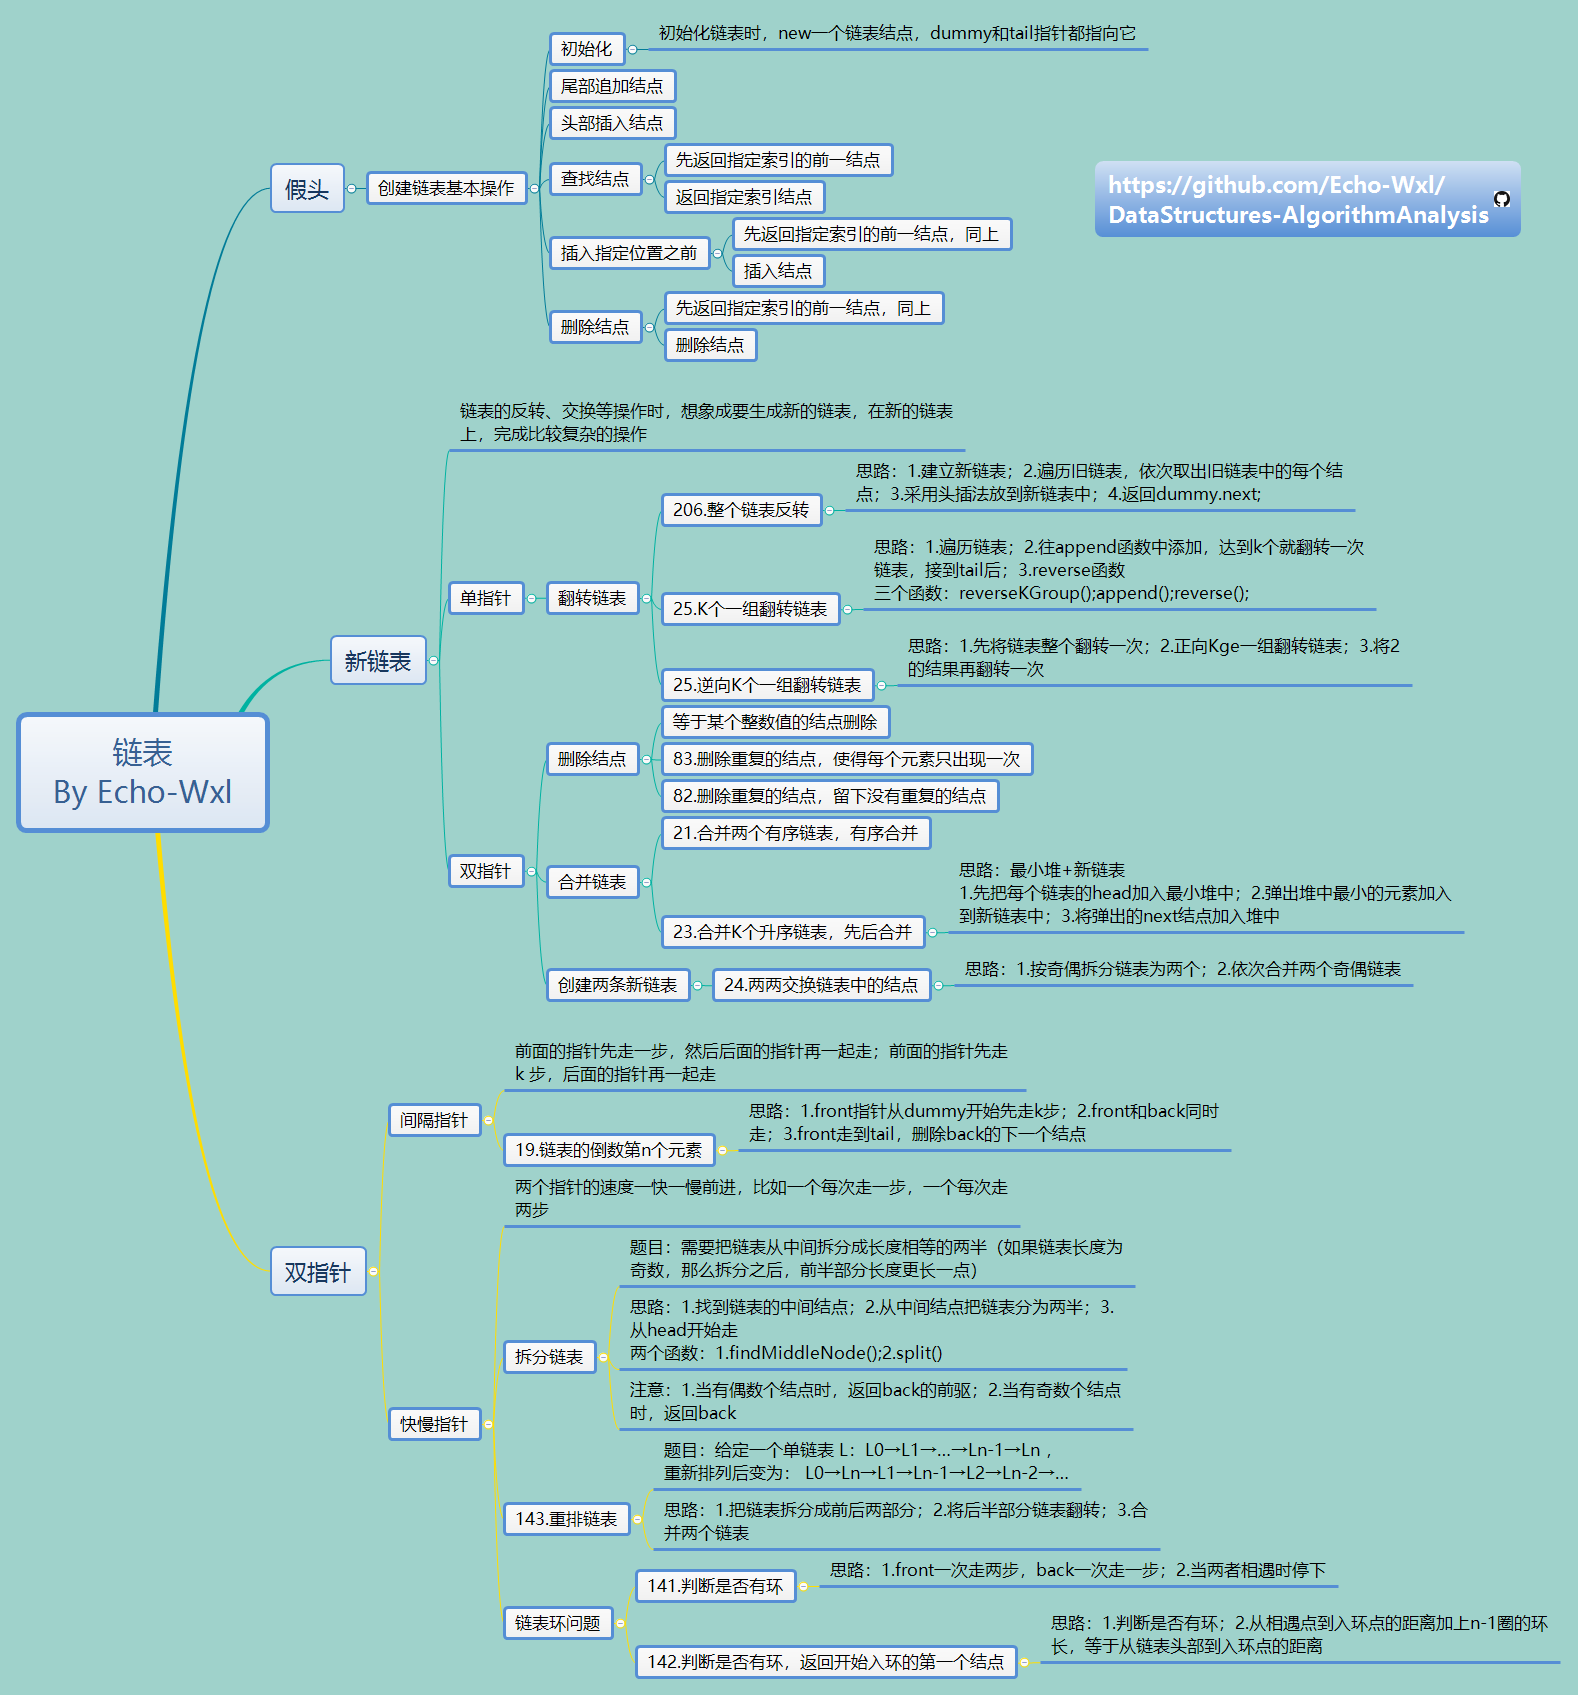 链表
By Echo-Wxl
https://github.com/Echo-Wxl/
DataStructures-AlgorithmAnalysis
假头
创建链表基本操作
初始化
初始化链表时，new一个链表结点，dummy和tail指针都指向它
尾部追加结点
头部插入结点
查找结点
先返回指定索引的前一结点
返回指定索引结点
插入指定位置之前
先返回指定索引的前一结点，同上
插入结点
删除结点
先返回指定索引的前一结点，同上
删除结点
新链表
链表的反转、交换等操作时，想象成要生成新的链表，在新的链表
上，完成比较复杂的操作
单指针
翻转链表
206.整个链表反转
思路：1.建立新链表；2.遍历旧链表，依次取出旧链表中的每个结
点；3.采用头插法放到新链表中；4.返回dummy.next;
25.K个一组翻转链表
思路：1.遍历链表；2.往append函数中添加，达到k个就翻转一次
链表，接到tail后；3.reverse函数
三个函数：reverseKGroup();append();reverse();
25.逆向K个一组翻转链表
思路：1.先将链表整个翻转一次；2.正向Kge一组翻转链表；3.将2
的结果再翻转一次
双指针
删除结点
等于某个整数值的结点删除
83.删除重复的结点，使得每个元素只出现一次
82.删除重复的结点，留下没有重复的结点
合并链表
21.合并两个有序链表，有序合并
23.合并K个升序链表，先后合并
思路：最小堆+新链表
1.先把每个链表的head加入最小堆中；2.弹出堆中最小的元素加入
到新链表中；3.将弹出的next结点加入堆中
创建两条新链表
24.两两交换链表中的结点
思路：1.按奇偶拆分链表为两个；2.依次合并两个奇偶链表
双指针
间隔指针
前面的指针先走一步，然后后面的指针再一起走；前面的指针先走
k 步，后面的指针再一起走
19.链表的倒数第n个元素
思路：1.front指针从dummy开始先走k步；2.front和back同时
走；3.front走到tail，删除back的下一个结点
快慢指针
两个指针的速度一快一慢前进，比如一个每次走一步，一个每次走
两步
拆分链表
题目：需要把链表从中间拆分成长度相等的两半（如果链表长度为
奇数，那么拆分之后，前半部分长度更长一点）
思路：1.找到链表的中间结点；2.从中间结点把链表分为两半；3.
从head开始走
两个函数：1.findMiddleNode();2.split()
注意：1.当有偶数个结点时，返回back的前驱；2.当有奇数个结点
时，返回back
143.重排链表
题目：给定一个单链表 L：L0→L1→…→Ln-1→Ln ，
重新排列后变为： L0→Ln→L1→Ln-1→L2→Ln-2→…
思路：1.把链表拆分成前后两部分；2.将后半部分链表翻转；3.合
并两个链表
链表环问题
141.判断是否有环
思路：1.front一次走两步，back一次走一步；2.当两者相遇时停下
142.判断是否有环，返回开始入环的第一个结点
思路：1.判断是否有环；2.从相遇点到入环点的距离加上n-1圈的环
长，等于从链表头部到入环点的距离